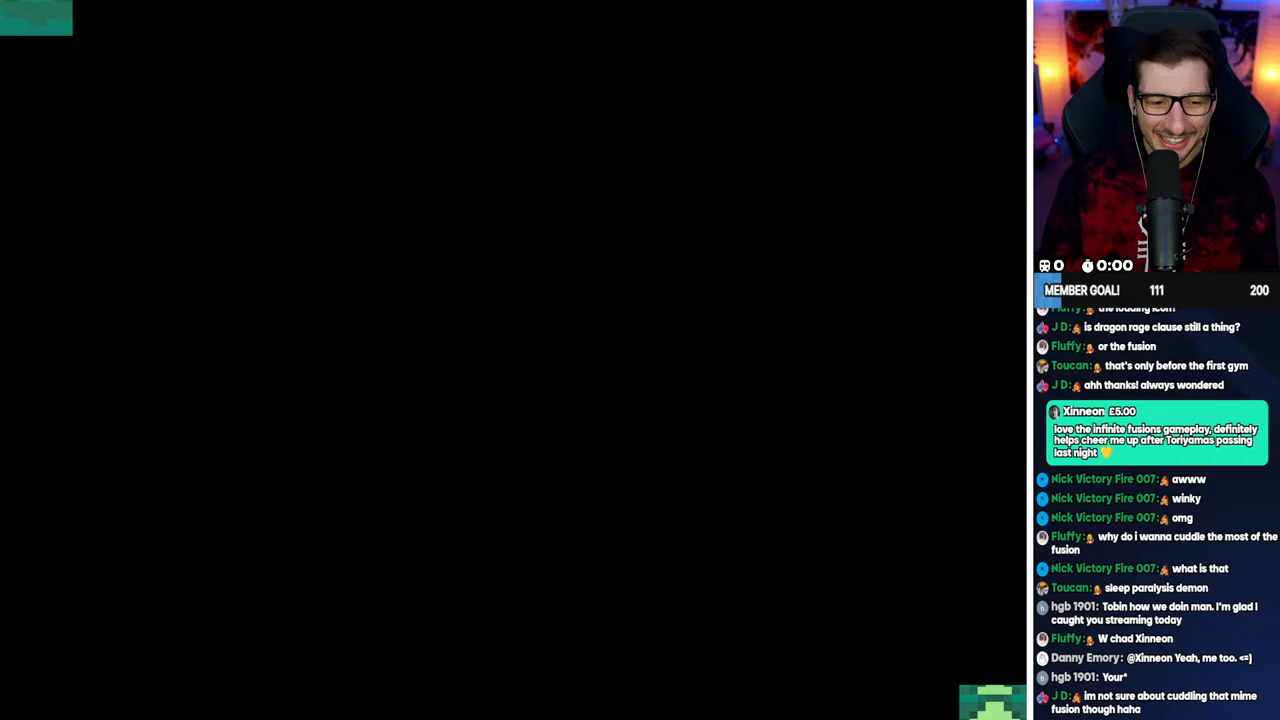 0 0:00
MEMBER GOAL! 111 200
Fluffy: the loading icom
J D: is dragon rage clause still a thing?
Fluffy: or the fusion
Toucan: that's only before the first gym
J D: ahh thanks! always wondered
Xinneon £5.00
love the infinite fusions gameplay, definitely
helps cheer me up after Toriyamas passing
last night
Nick Victory Fire 007: awww
Nick Victory Fire 007: winky
Nick Victory Fire 007: omg
Fluffy: why do i wanna cuddle the most of the
fusion
Nick Victory Fire 007: what is that
Toucan: sleep paralysis demon
hgb 1901: Tobin how we doin man. I'm glad I
caught you streaming today
Fluffy: W chad Xinneon
Danny Emory: @Xinneon Yeah, me too. <=]
hgb 1901: Your*
J D: im not sure about cuddling that mime
fusion though haha